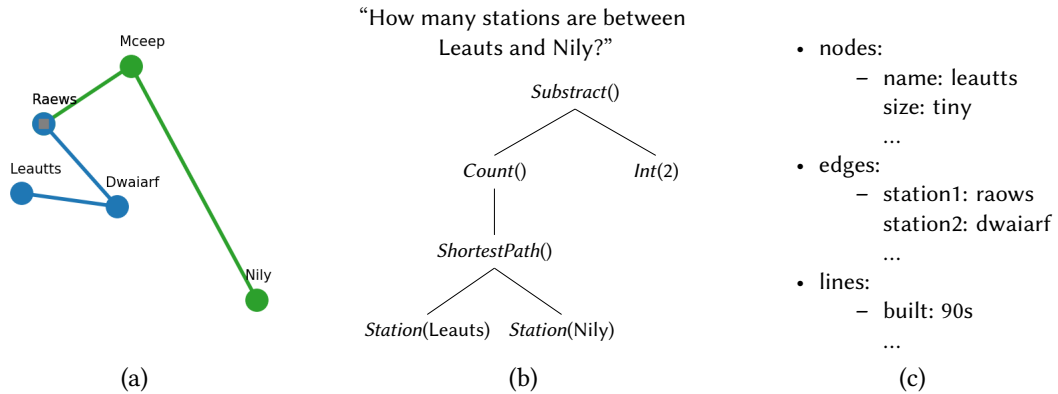 Mceep
Raews
Leautts
Dwaiarf
Nily
(a)
“How many stations are between
Leauts and Nily?”
Substract()
Count() Int(2)
ShortestPath()
Station(Leauts) Station(Nily)
(b)
• nodes:
– name: leautts
size: tiny
...
• edges:
– station1: raows
station2: dwaiarf
...
• lines:
– built: 90s
...
(c)